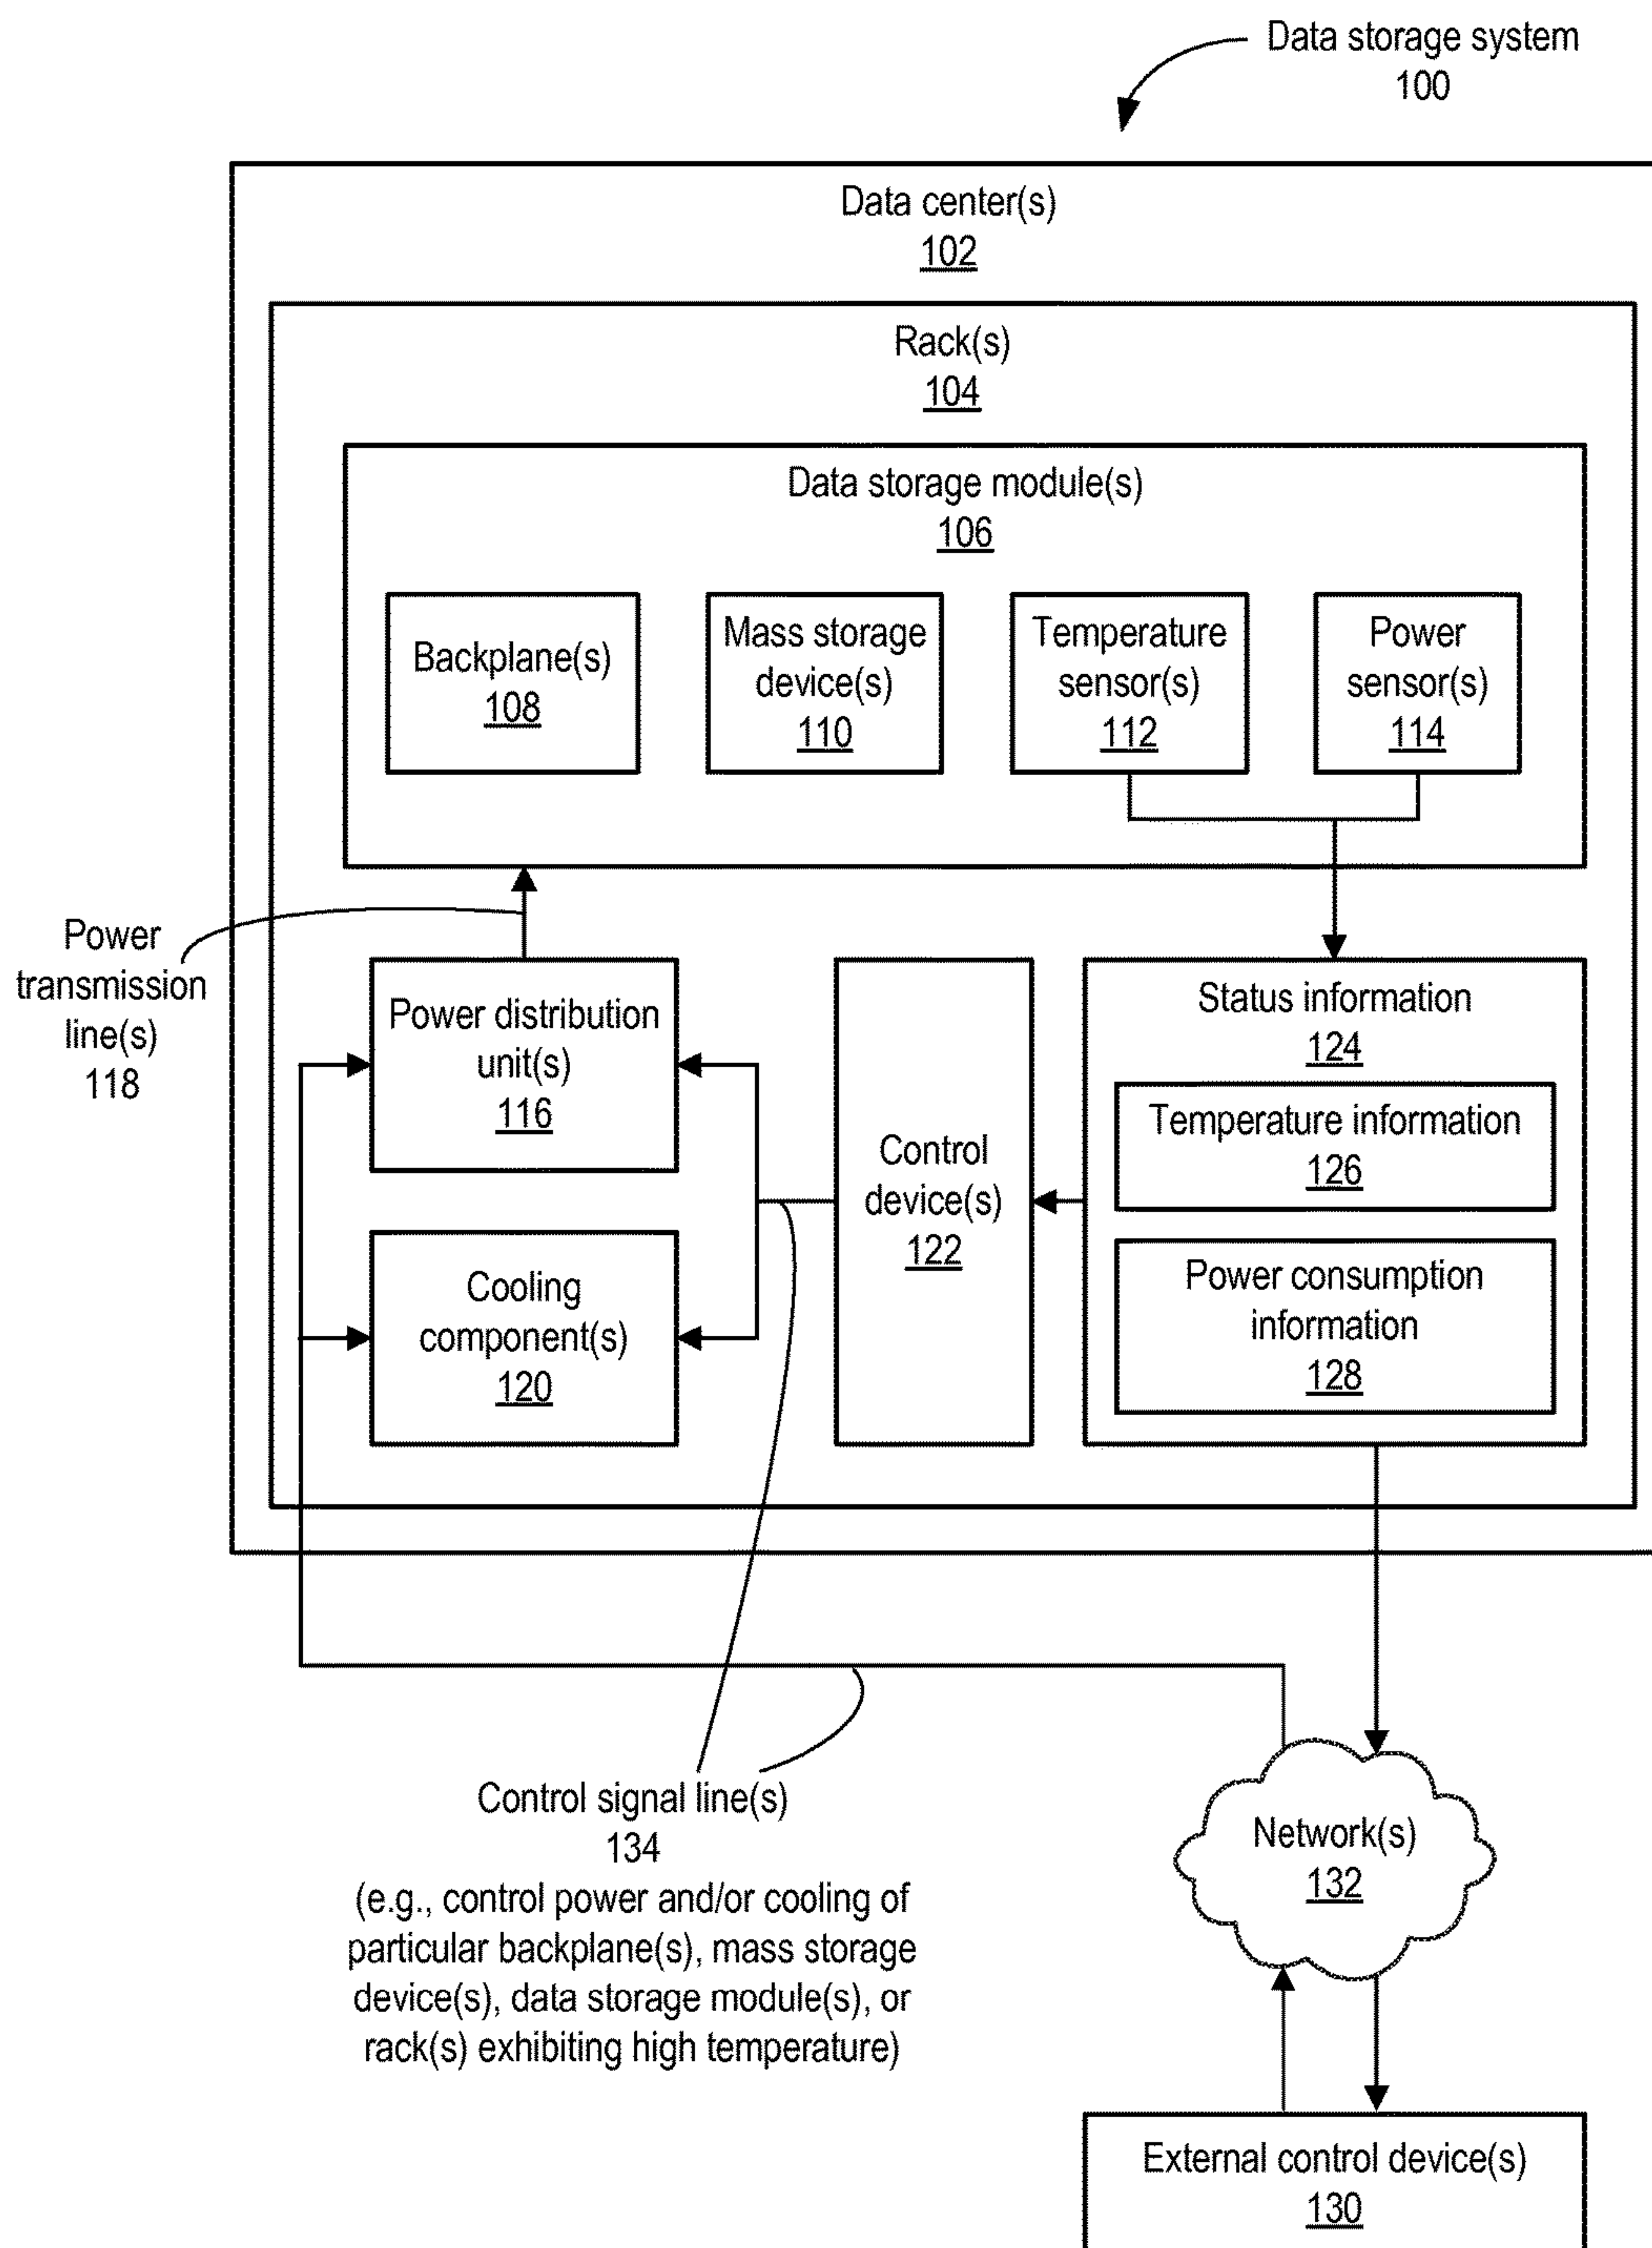 Data storage system
100
Data center(s)
102
Rack(s)
104
Data storage module(s)
106
Backplane(s)
108
Mass storage
device(s)
110
Temperature
sensor(s)
112
Power
sensor(s)
114
Power
transmission
line(s)
118
Power distribution
unit(s)
116
Cooling
component(s)
120
Control
device(s)
122
Status information
124
Temperature information
126
Power consumption
information
128
Control signal line(s)
134
(e.g., control power and/or cooling of
particular backplane(s), mass storage
device(s), data storage module(s), or
rack(s) exhibiting high temperature)
Network(s)
132
External control device(s)
130